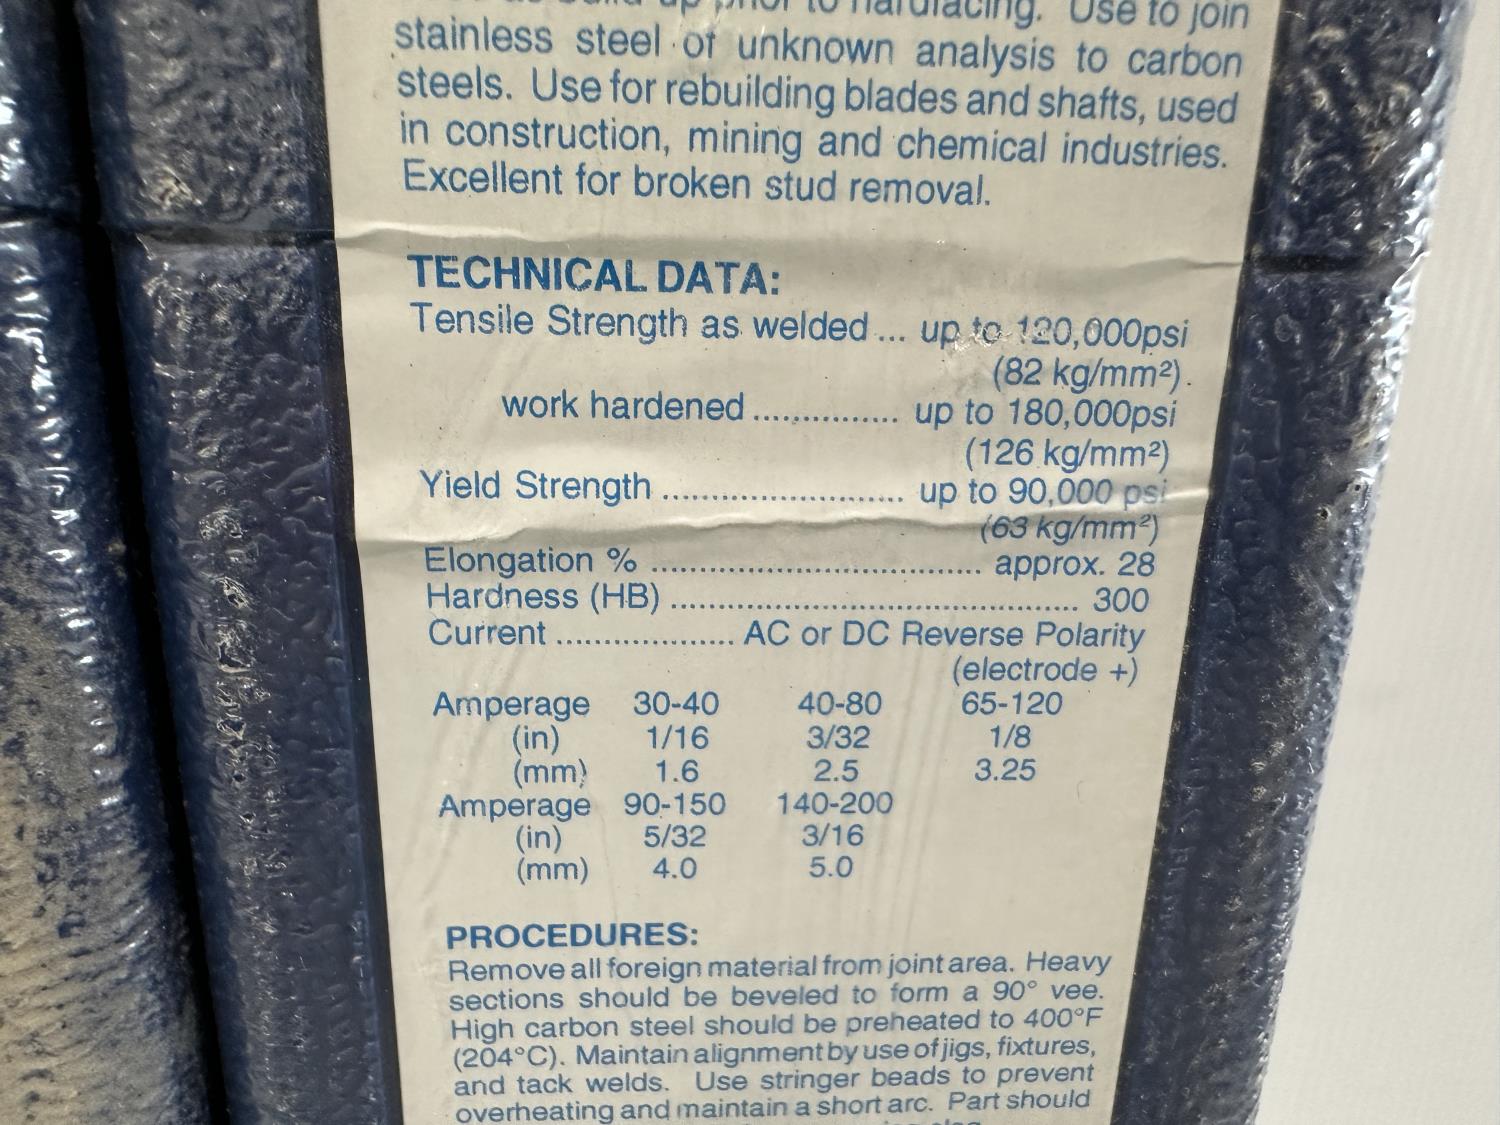 up prior to hardfacing. Use to join
stainless steel of unknown analysis to carbon
steels. Use for rebuilding blades and shafts, used
in construction, mining and chemical industries.
Excellent for broken stud removal.
TECHNICAL DATA:
Tensile Strength as welded ... up to 120,000psi
(82 kg/mm²).
work hardened ............... up to 180,000psi
(126 kg/mm²)
Yield Strength ......................... up to 90,000 psi
(63 kg/mm²)
Elongation % .................................. approx. 28
Hardness (HB) .......................................... 300
Current .................. AC or DC Reverse Polarity
(electrode +)
Amperage 30-40 40-80 65-120
(in) 1/16 3/32 1/8
(mm) 1.6 2.5 3.25
Amperage 90-150 140-200
(in) 5/32 3/16
(mm) 4.0 5.0
PROCEDURES:
Remove all foreign material from joint area. Heavy
sections should be beveled to form a 90° vee.
High carbon steel should be preheated to 400°F
(204°C). Maintain alignment by use of jigs, fixtures,
and tack welds. Use stringer beads to prevent
overheating and maintain a short arc. Part should